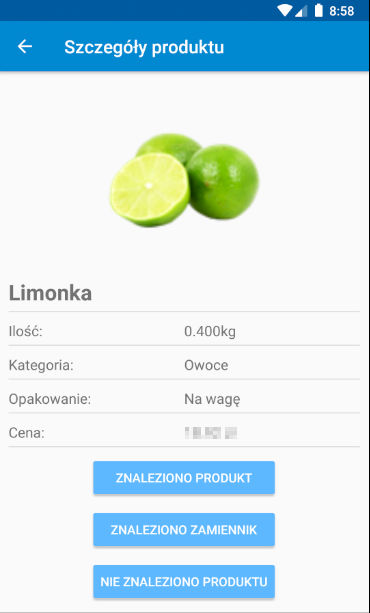 8:58
Szczegóły produktu
Limonka
Ilość: 0.400kg
Kategoria: Owoce
Opakowanie: Na wagę
Cena:
ZNALEZIONO PRODUKT
ZNALEZIONO ZAMIENNIK
NIE ZNALEZIONO PRODUKTU